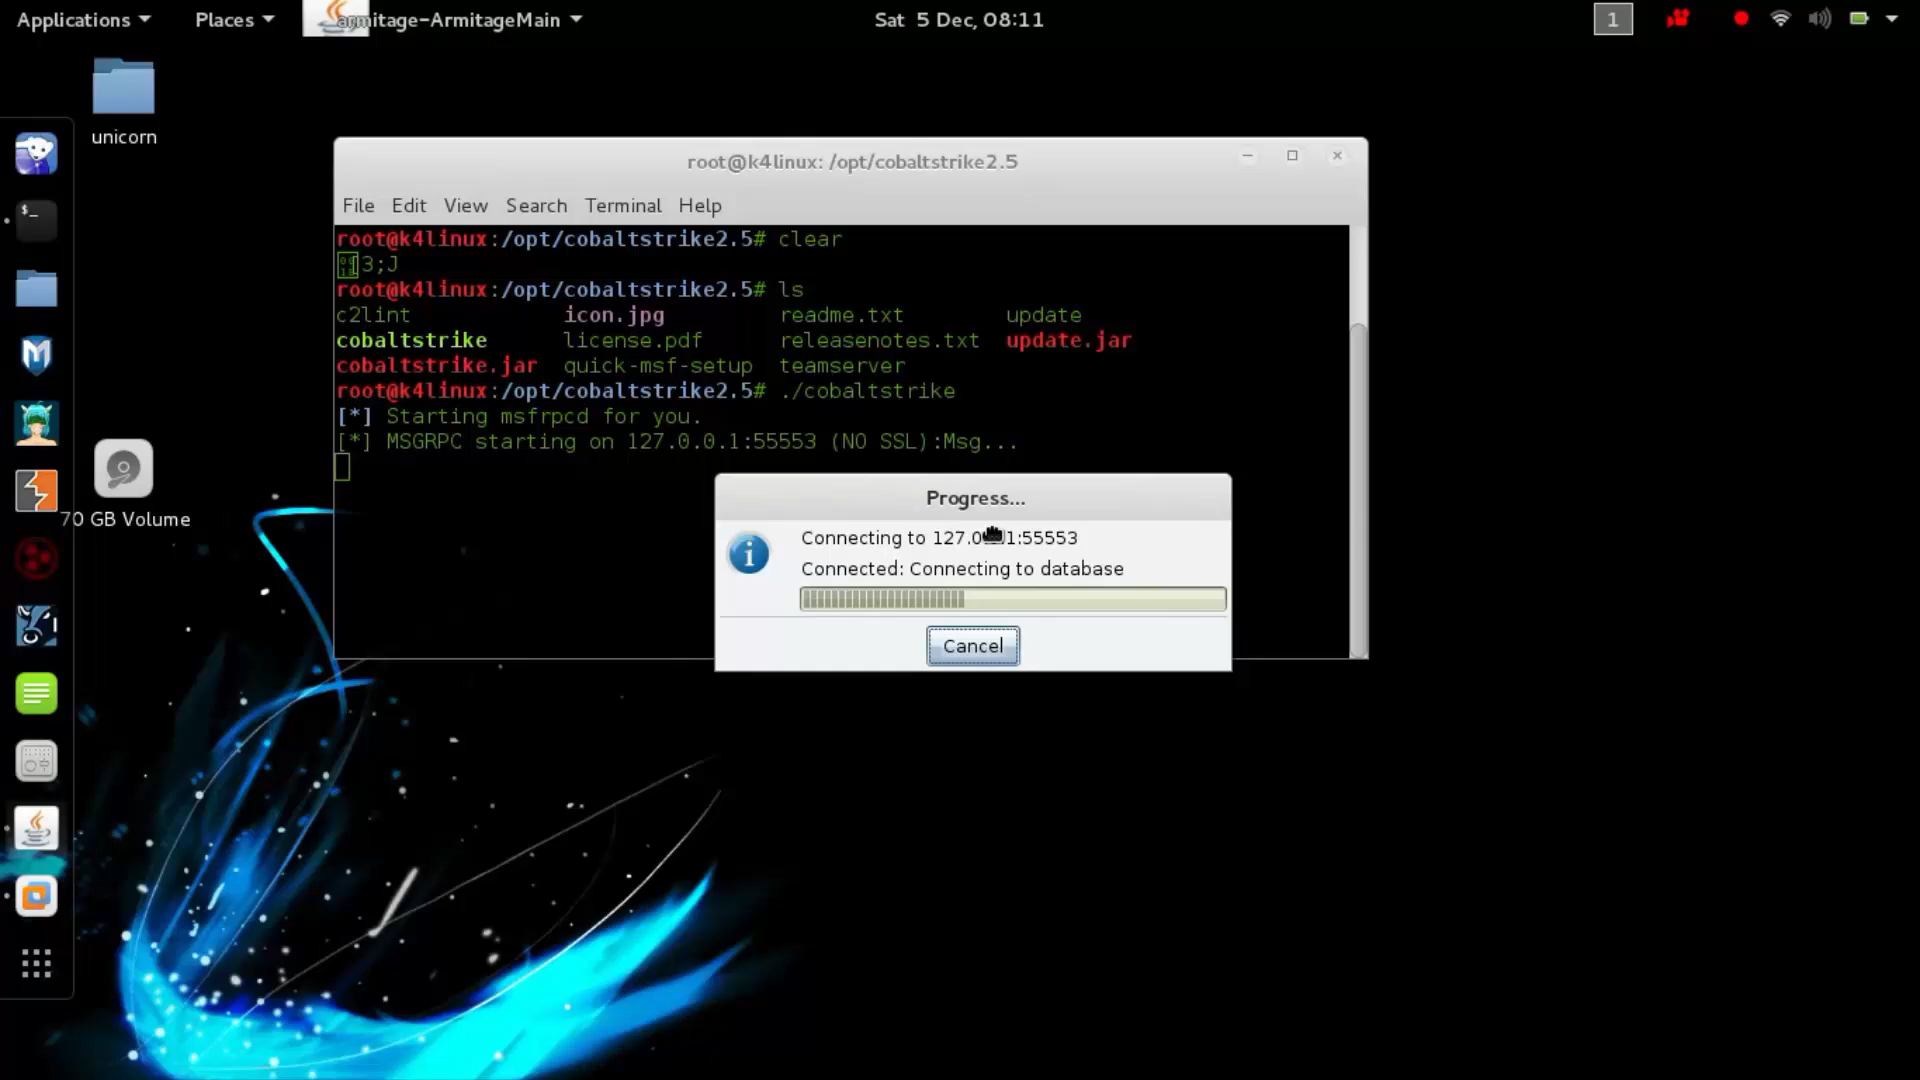 Applications Places armitage-ArmitageMain Sat 5 Dec, 08:11 1
unicorn
70 GB Volume
root@k4linux: /opt/cobaltstrike2.5
File Edit View Search Terminal Help
root@k4linux:/opt/cobaltstrike2.5# clear
3;J
root@k4linux:/opt/cobaltstrike2.5# ls
c2lint icon.jpg readme.txt update
cobaltstrike license.pdf releasenotes.txt update.jar
cobaltstrike.jar quick-msf-setup teamserver
root@k4linux:/opt/cobaltstrike2.5# ./cobaltstrike
[*] Starting msfrpcd for you.
[*] MSGRPC starting on 127.0.0.1:55553 (NO SSL):Msg...
Progress...
Connecting to 127.0 1:55553
Connected: Connecting to database
Cancel